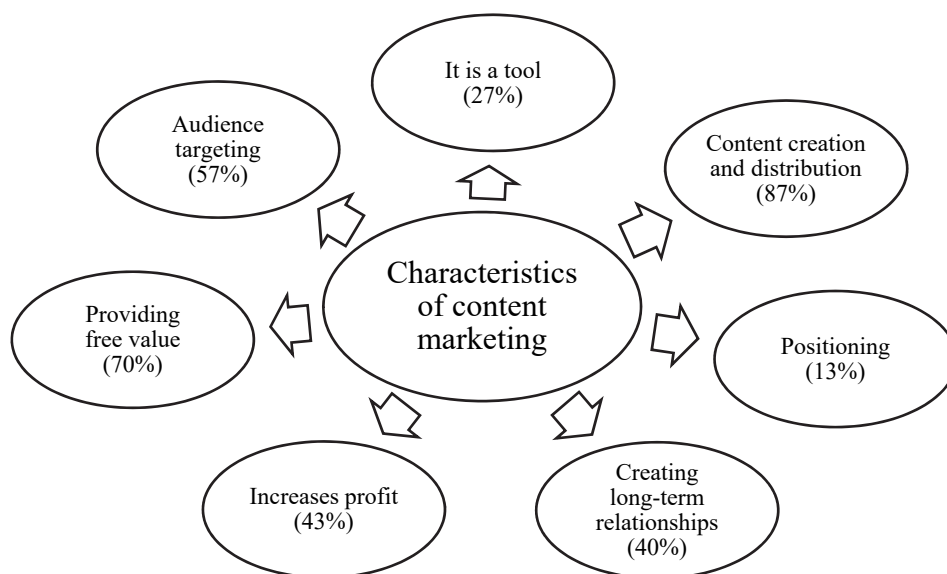 It is a tool
(27%)
Audience
targeting
(57%)
Content creation
and distribution
(87%)
Characteristics
of content
marketing
Providing
free value
(70%)
Positioning
(13%)
Increases profit
(43%)
Creating
long-term
relationships
(40%)